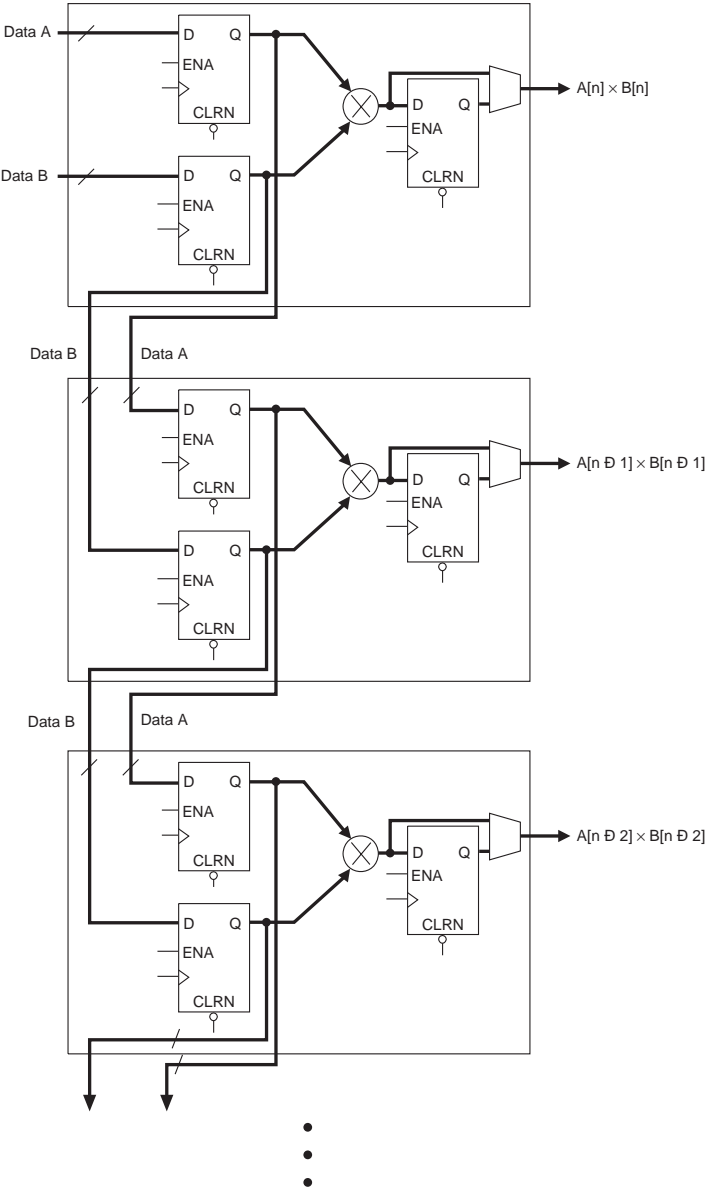 Data A
D Q
ENA
CLRN
D Q
ENA
CLRN
A[n] × B[n]
Data B
D Q
ENA
CLRN
Data B
Data A
D Q
ENA
CLRN
D Q
ENA
CLRN
A[n Ð 1] × B[n Ð 1]
D Q
ENA
CLRN
Data B
Data A
D Q
ENA
CLRN
D Q
ENA
CLRN
A[n Ð 2] × B[n Ð 2]
D Q
ENA
CLRN